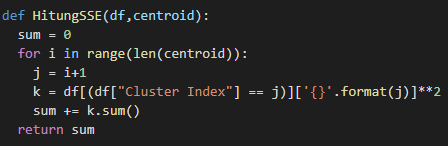 def HitungSSE(df,centroid):
  sum = 0
  for i in range(len(centroid)):
    j = i+1
    k = df[(df["Cluster Index"] == j)]['{}'.format(j)]**2
    sum += k.sum()
  return sum